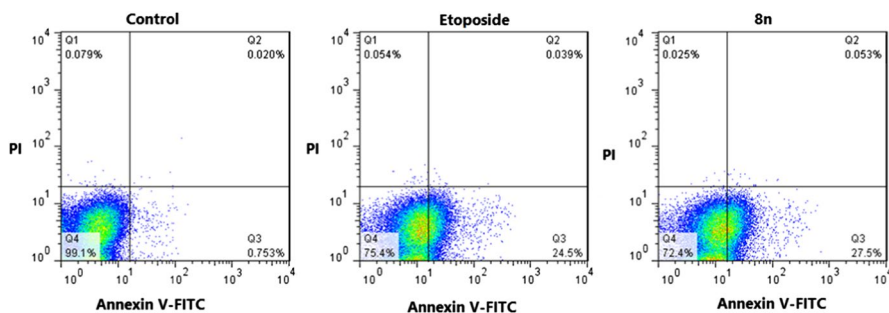 Control
10^4
10^3
10^2
10^1
10^0
PI
Q1
0.079%
Q2
0.020%
Q4
99.1%
Q3
0.753%
10^0
10^1
10^2
10^3
10^4
Annexin V-FITC
Etoposide
10^4
10^3
10^2
10^1
10^0
PI
Q1
0.054%
Q2
0.039%
Q4
75.4%
Q3
24.5%
10^0
10^1
10^2
10^3
10^4
Annexin V-FITC
8n
10^4
10^3
10^2
10^1
10^0
PI
Q1
0.025%
Q2
0.053%
Q4
72.4%
Q3
27.5%
10^0
10^1
10^2
10^3
10^4
Annexin V-FITC